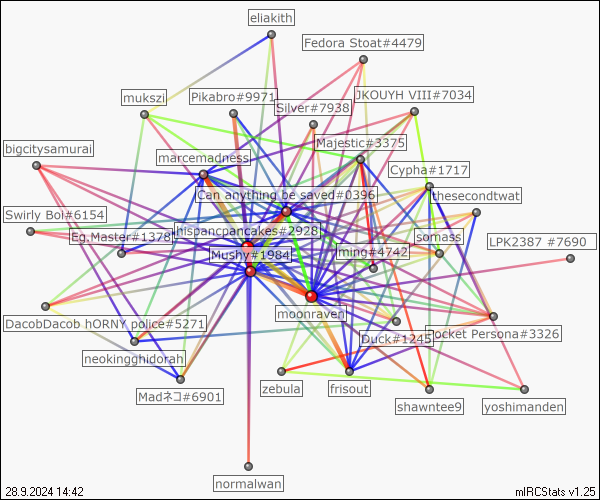 eliakith
Fedora Stoat#4479
Pikabro#9971
JKOUYH VIII#7034
mukszi
Silver#7938
Majestic#3375
bigcitysamurai
marcemadness
Cypha#1717
Can anything be saved#0396
thesecondtwat
Swirly Boi#6154
Eg.Master#1378
hispancpancakes#2928
somass
LPK2387 #7690
Mushy#1984
ming#4742
moonraven
DacobDacob hORNY police#5271
Duck#1245
Pocket Persona#3326
neokingghidorah
zebula
frisout
Madネコ#6901
shawntee9
yoshimanden
normalwan
28.9.2024 14:42
mIRCStats v1.25